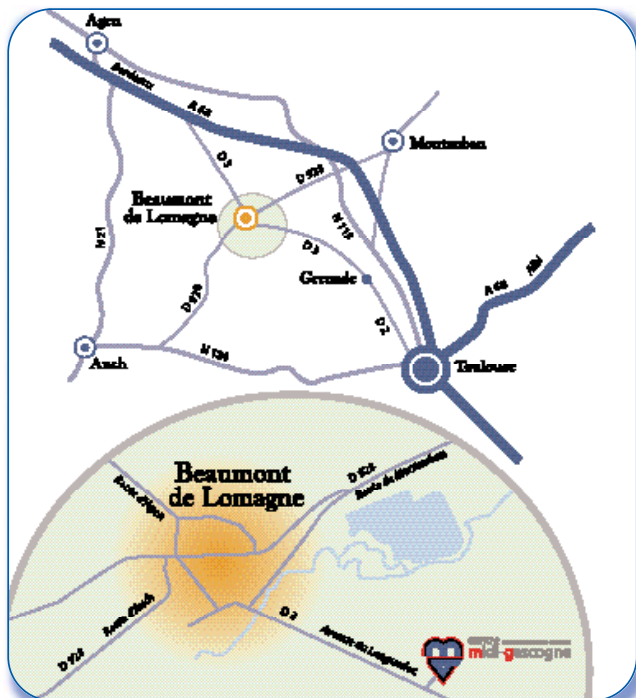 Agen
Bordeaux
A 62
D 3
Montauban
D 928
Beaumont
de Lomagne
N 21
N 113
D 3
Grenade
A 68 Albi
D 928
D 2
Auch
N 124
Toulouse
Beaumont
de Lomagne
D 928
Route de Montauban
Route d'Agen
Route d'Auch
D 928
D 3
Avenue du Languedoc
midi-gascogne